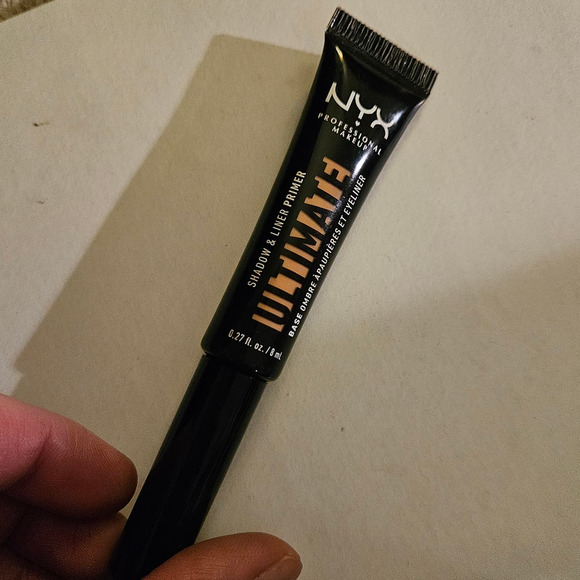 NYX
PROFESSIONAL
MAKEUP
SHADOW & LINER PRIMER
ULTIMATE
BASE OMBRE À PAUPIÈRES ET EYELINER
0.27 fl. oz. / 8 mL